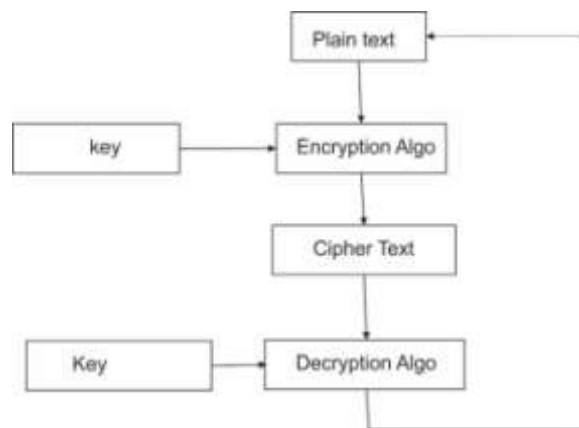 Plain text
key
Encryption Algo
Cipher Text
Key
Decryption Algo